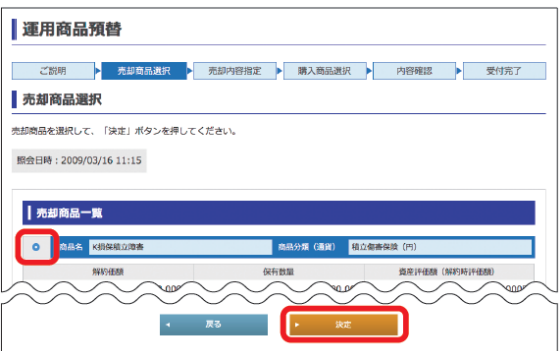 運用商品預替
ご説明 売却商品選択 売却内容指定 購入商品選択 内容確認 受付完了
売却商品選択
売却商品を選択して、「決定」ボタンを押してください。
照会日時：2009/03/16 11:15
売却商品一覧
商品名 K損保積立障害 商品分類（通貨） 積立傷害保険（円）
解約価額 保有数量 資産評価額（解約時評価額）
戻る 決定